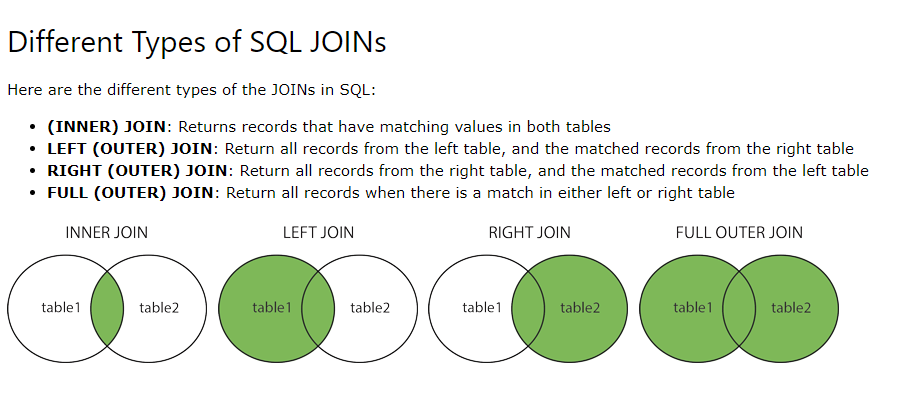 Different Types of SQL JOINs
Here are the different types of the JOINs in SQL:
• (INNER) JOIN: Returns records that have matching values in both tables
• LEFT (OUTER) JOIN: Return all records from the left table, and the matched records from the right table
• RIGHT (OUTER) JOIN: Return all records from the right table, and the matched records from the left table
• FULL (OUTER) JOIN: Return all records when there is a match in either left or right table
INNER JOIN LEFT JOIN RIGHT JOIN FULL OUTER JOIN
table1 table2 table1 table2 table1 table2 table1 table2